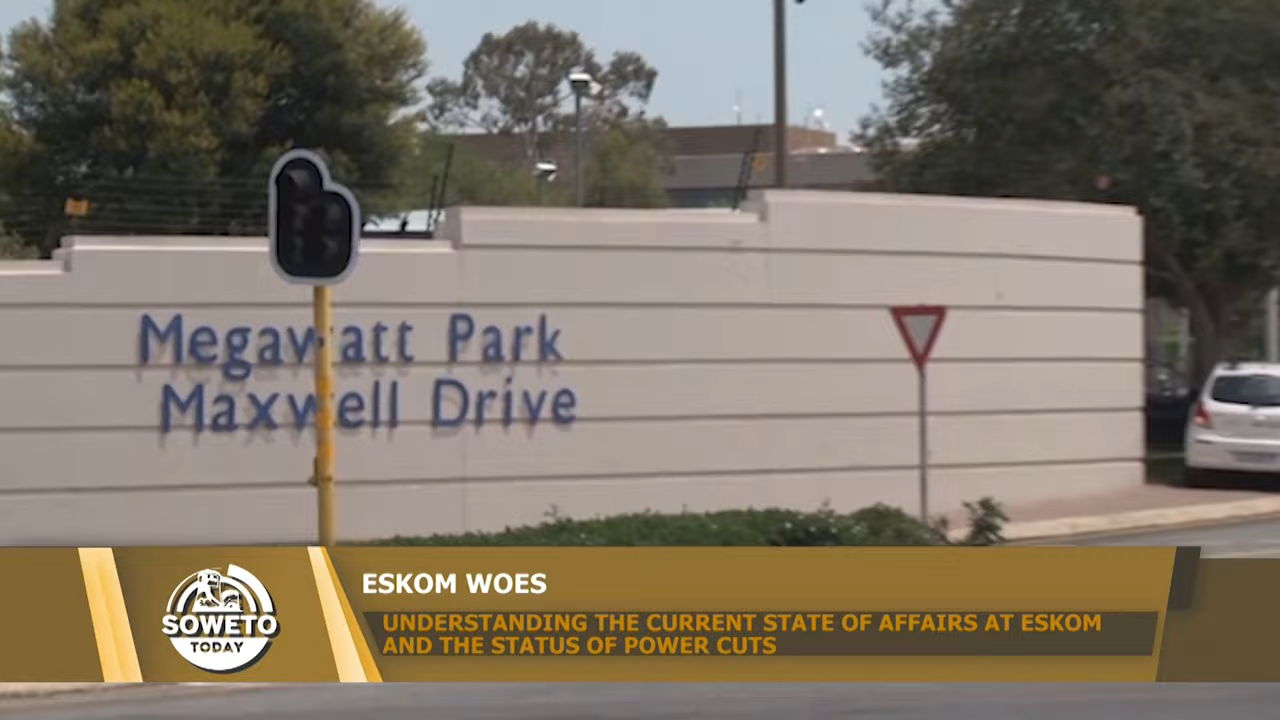 Megawatt Park
Maxwell Drive
ESKOM WOES
UNDERSTANDING THE CURRENT STATE OF AFFAIRS AT ESKOM
AND THE STATUS OF POWER CUTS
SOWETO
TODAY